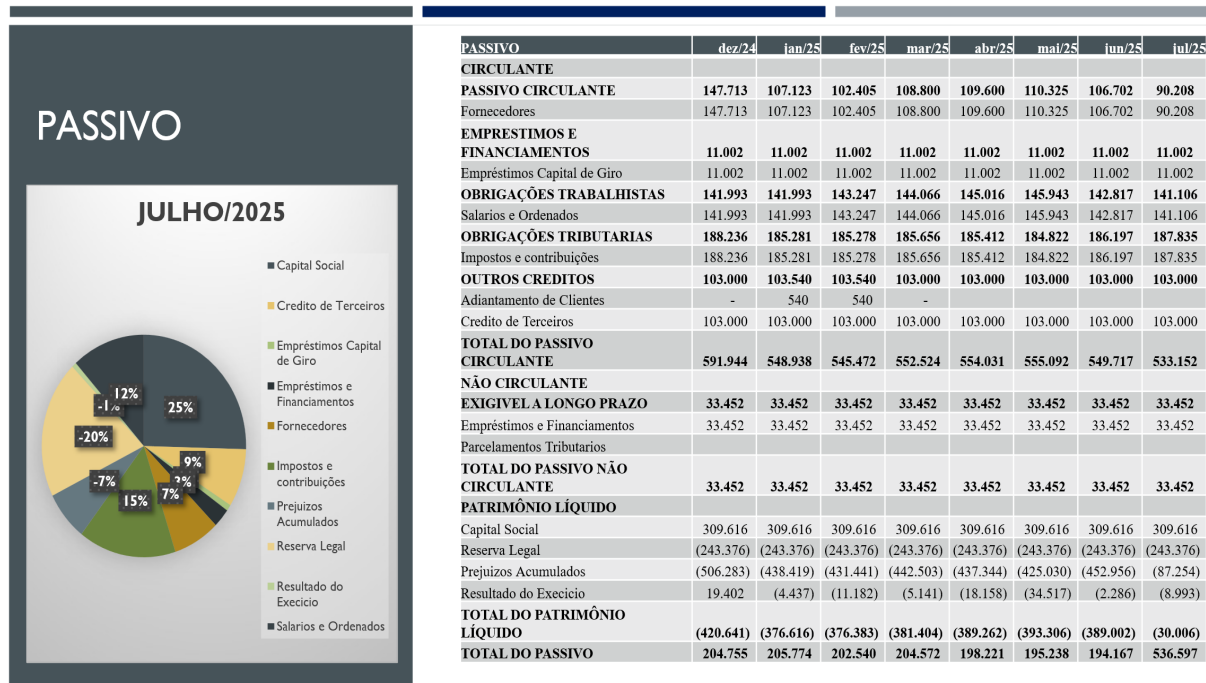 PASSIVO
JULHO/2025
Capital Social
Credito de Terceiros
Empréstimos Capital
de Giro
Empréstimos e
Financiamentos
Fornecedores
Impostos e
contribuições
Prejuizos
Acumulados
Reserva Legal
Resultado do
Execicio
Salarios e Ordenados
12%
-1%
25%
-20%
9%
3%
-7%
7%
15%
PASSIVO dez/24 jan/25 fev/25 mar/25 abr/25 mai/25 jun/25 jul/25
CIRCULANTE
PASSIVO CIRCULANTE 147.713 107.123 102.405 108.800 109.600 110.325 106.702 90.208
Fornecedores 147.713 107.123 102.405 108.800 109.600 110.325 106.702 90.208
EMPRESTIMOS E
FINANCIAMENTOS 11.002 11.002 11.002 11.002 11.002 11.002 11.002 11.002
Empréstimos Capital de Giro 11.002 11.002 11.002 11.002 11.002 11.002 11.002 11.002
OBRIGAÇÕES TRABALHISTAS 141.993 141.993 143.247 144.066 145.016 145.943 142.817 141.106
Salarios e Ordenados 141.993 141.993 143.247 144.066 145.016 145.943 142.817 141.106
OBRIGAÇÕES TRIBUTARIAS 188.236 185.281 185.278 185.656 185.412 184.822 186.197 187.835
Impostos e contribuições 188.236 185.281 185.278 185.656 185.412 184.822 186.197 187.835
OUTROS CREDITOS 103.000 103.540 103.540 103.000 103.000 103.000 103.000 103.000
Adiantamento de Clientes - 540 540 -
Credito de Terceiros 103.000 103.000 103.000 103.000 103.000 103.000 103.000 103.000
TOTAL DO PASSIVO
CIRCULANTE 591.944 548.938 545.472 552.524 554.031 555.092 549.717 533.152
NÃO CIRCULANTE
EXIGIVEL A LONGO PRAZO 33.452 33.452 33.452 33.452 33.452 33.452 33.452 33.452
Empréstimos e Financiamentos 33.452 33.452 33.452 33.452 33.452 33.452 33.452 33.452
Parcelamentos Tributarios
TOTAL DO PASSIVO NÃO
CIRCULANTE 33.452 33.452 33.452 33.452 33.452 33.452 33.452 33.452
PATRIMÔNIO LÍQUIDO
Capital Social 309.616 309.616 309.616 309.616 309.616 309.616 309.616 309.616
Reserva Legal (243.376) (243.376) (243.376) (243.376) (243.376) (243.376) (243.376) (243.376)
Prejuizos Acumulados (506.283) (438.419) (431.441) (442.503) (437.344) (425.030) (452.956) (87.254)
Resultado do Execicio 19.402 (4.437) (11.182) (5.141) (18.158) (34.517) (2.286) (8.993)
TOTAL DO PATRIMÔNIO
LÍQUIDO (420.641) (376.616) (376.383) (381.404) (389.262) (393.306) (389.002) (30.006)
TOTAL DO PASSIVO 204.755 205.774 202.540 204.572 198.221 195.238 194.167 536.597